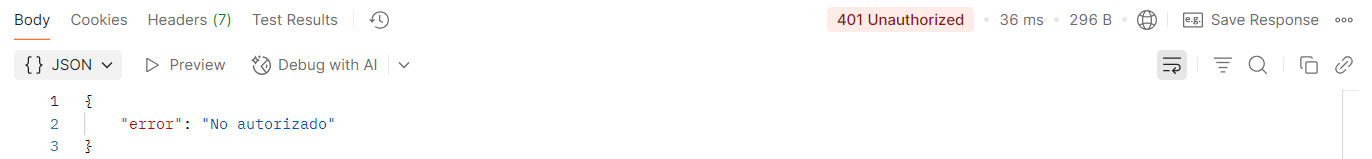 Body Cookies Headers (7) Test Results 401 Unauthorized • 36 ms • 296 B • e.g. Save Response
{} JSON Preview Debug with AI
1 {
2 "error": "No autorizado"
3 }